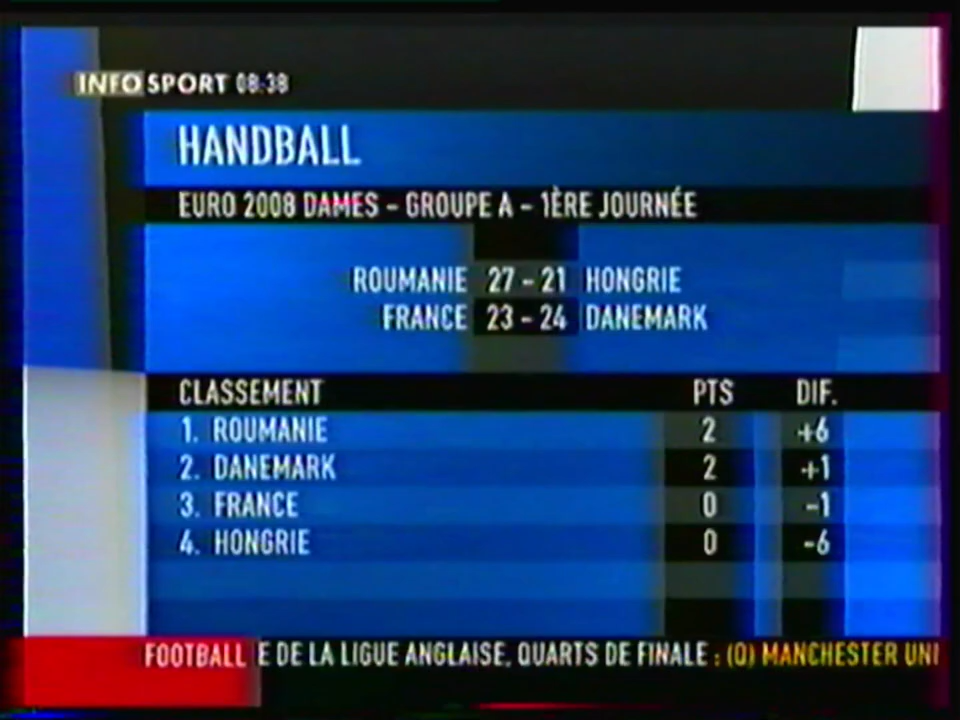 INFOSPORT 08:38
HANDBALL
EURO 2008 DAMES - GROUPE A - 1ÈRE JOURNÉE
ROUMANIE 27 - 21 HONGRIE
FRANCE 23 - 24 DANEMARK
CLASSEMENT PTS DIF.
1. ROUMANIE 2 +6
2. DANEMARK 2 +1
3. FRANCE 0 -1
4. HONGRIE 0 -6
FOOTBALL E DE LA LIGUE ANGLAISE, QUARTS DE FINALE : (Q) MANCHESTER UNI